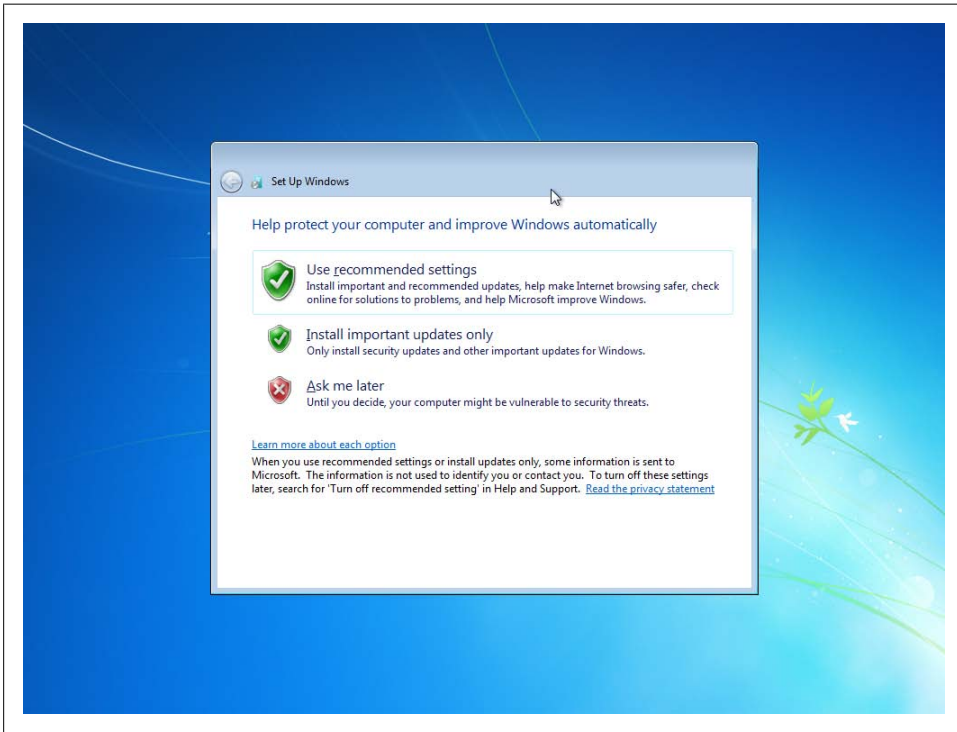 Set Up Windows
Help protect your computer and improve Windows automatically
Use recommended settings
Install important and recommended updates, help make Internet browsing safer, check
online for solutions to problems, and help Microsoft improve Windows.
Install important updates only
Only install security updates and other important updates for Windows.
Ask me later
Until you decide, your computer might be vulnerable to security threats.
Learn more about each option
When you use recommended settings or install updates only, some information is sent to
Microsoft. The information is not used to identify you or contact you. To turn off these settings
later, search for 'Turn off recommended setting' in Help and Support. Read the privacy statement